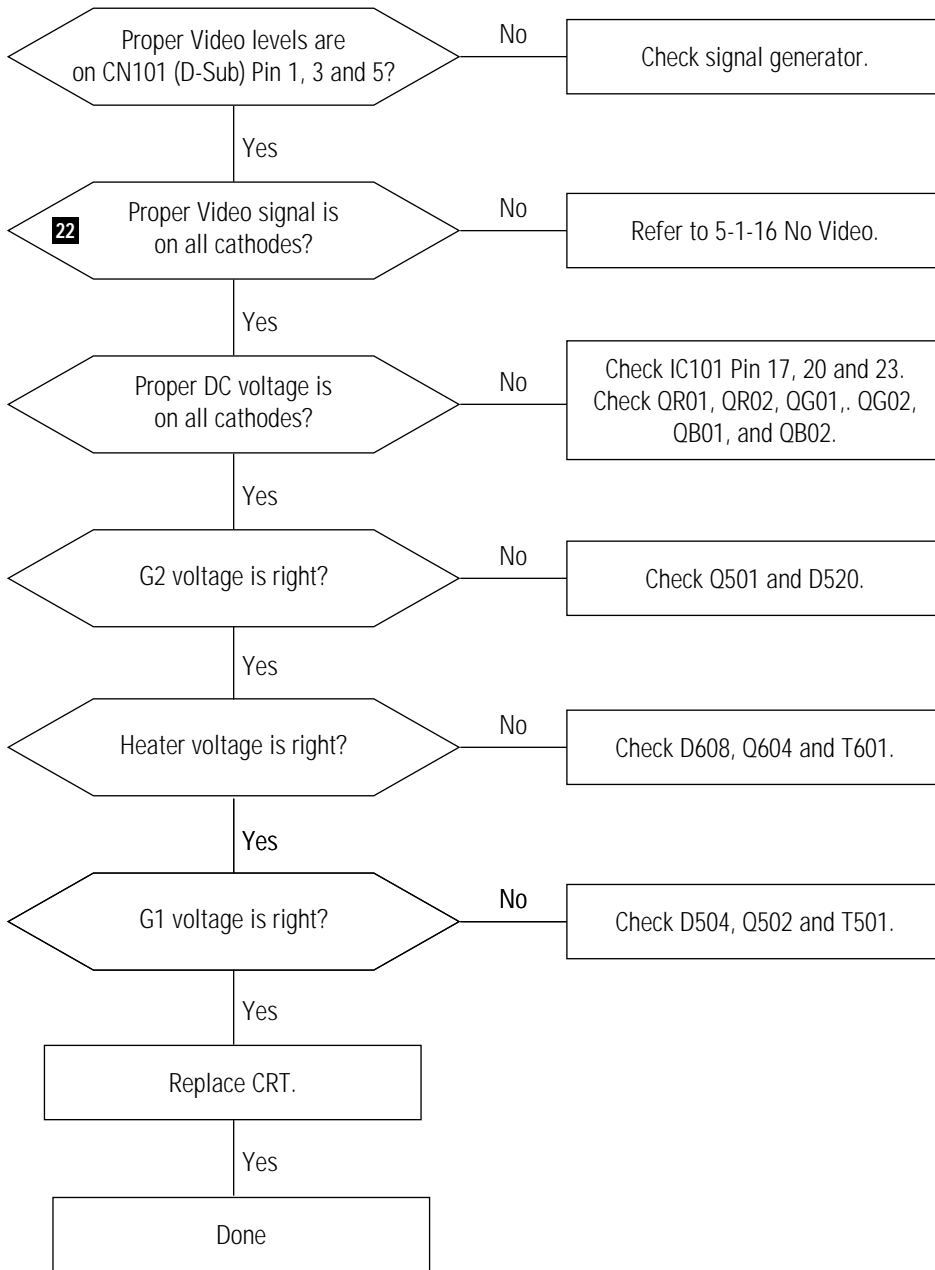 Proper Video levels are
on CN101 (D-Sub) Pin 1, 3 and 5?
No
Check signal generator.
Yes
22
Proper Video signal is
on all cathodes?
No
Refer to 5-1-16 No Video.
Yes
Proper DC voltage is
on all cathodes?
No
Check IC101 Pin 17, 20 and 23.
Check QR01, QR02, QG01,. QG02,
QB01, and QB02.
Yes
G2 voltage is right?
No
Check Q501 and D520.
Yes
Heater voltage is right?
No
Check D608, Q604 and T601.
Yes
G1 voltage is right?
No
Check D504, Q502 and T501.
Yes
Replace CRT.
Yes
Done